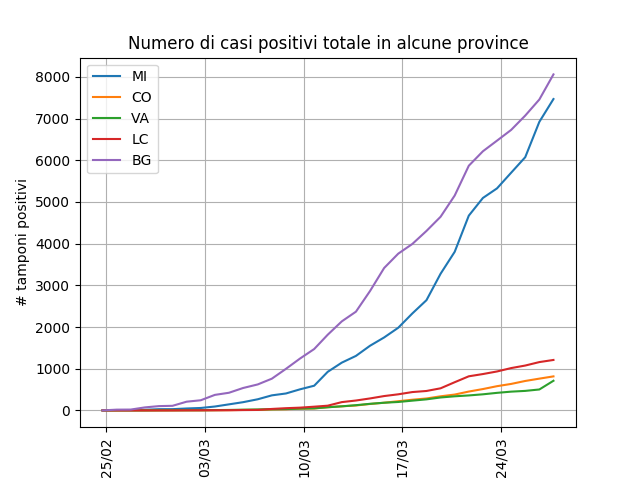 Numero di casi positivi totale in alcune province
# tamponi positivi
8000
7000
6000
5000
4000
3000
2000
1000
0
MI
CO
VA
LC
BG
25/02
03/03
10/03
17/03
24/03